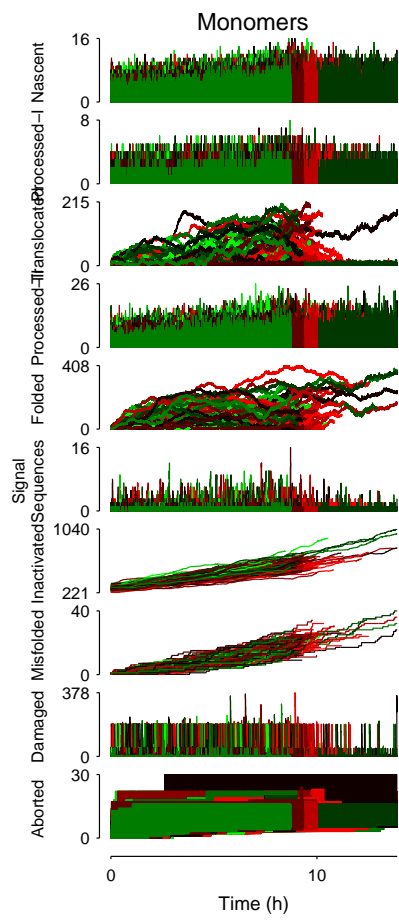 Monomers
16
0
Nascent
8
0
Processed-I
215
0
Translocated
26
0
Processed-II
408
0
Folded
16
0
Signal
Sequences
1040
221
Inactivated
40
0
Misfolded
378
0
Damaged
30
0
Aborted
0
10
Time (h)